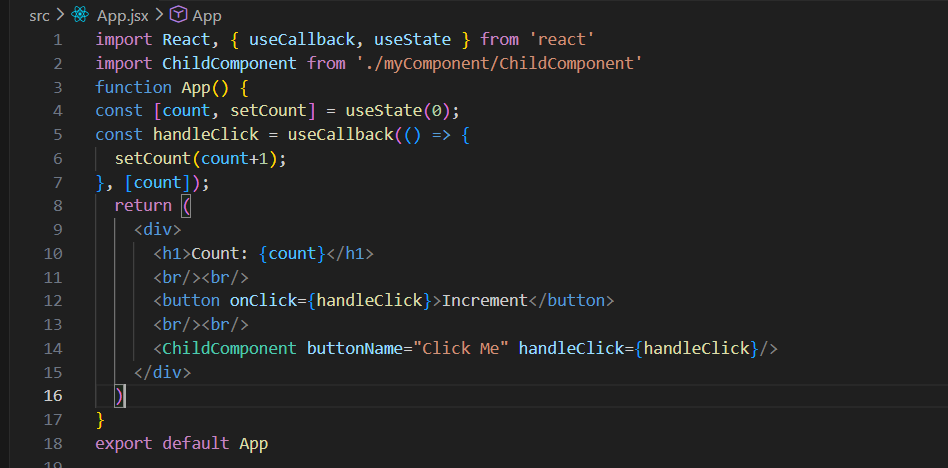 src > App.jsx > App
1 import React, { useCallback, useState } from 'react'
2 import ChildComponent from './myComponent/ChildComponent'
3 function App() {
4 const [count, setCount] = useState(0);
5 const handleClick = useCallback(() => {
6   setCount(count+1);
7 }, [count]);
8   return (
9     <div>
10       <h1>Count: {count}</h1>
11       <br/><br/>
12       <button onClick={handleClick}>Increment</button>
13       <br/><br/>
14       <ChildComponent buttonName="Click Me" handleClick={handleClick}/>
15     </div>
16   )
17 }
18 export default App
19